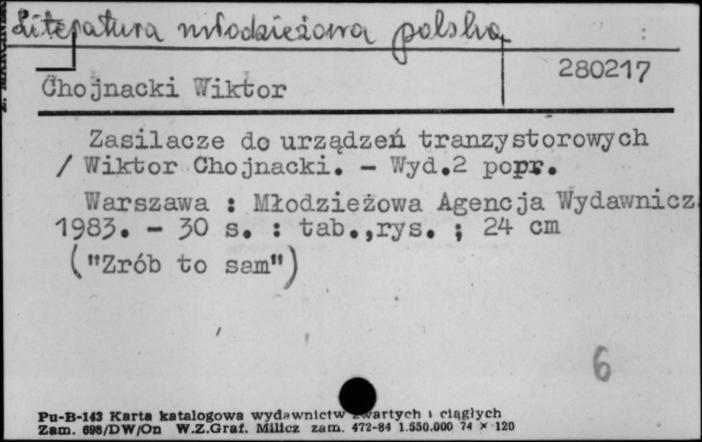 Literatura młodzieżowa polska
280217
Chojnacki Wiktor
Zasilacze do urządzeń tranzystorowych
/ Wiktor Chojnacki. - Wyd.2 popr.
Warszawa : Młodzieżowa Agencja Wydawnicz
1983. - 30 s. : tab.,rys. ; 24 cm
("Zrób to sam")
6
Pu-B-143 Karta katalogowa wydawnictw zwartych i ciągłych
Zam. 698/DW/On W.Z.Graf. Milicz zam. 472-84 1.550.000 74 × 120